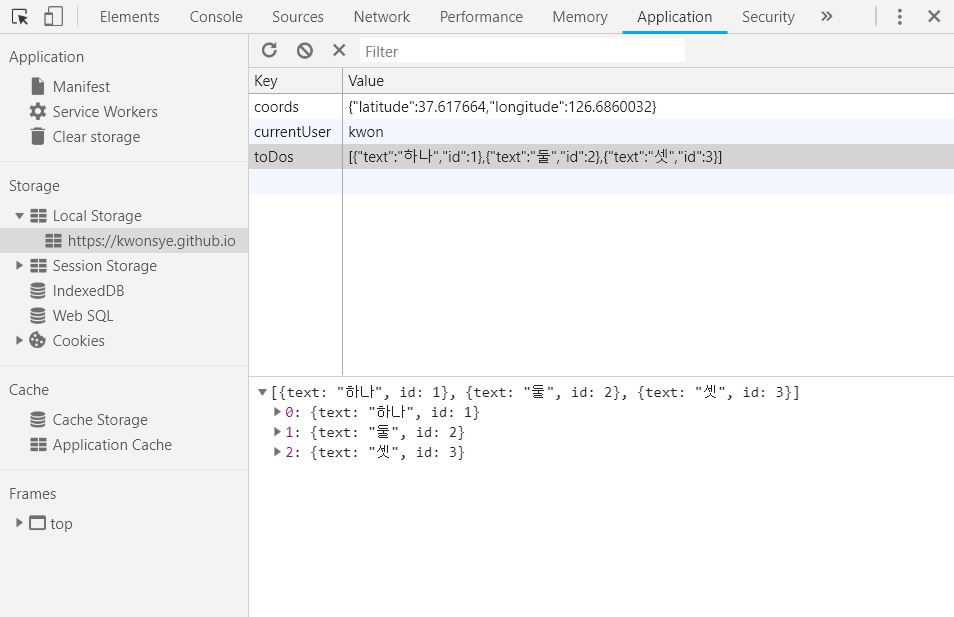 Elements Console Sources Network Performance Memory Application Security »
Application
Manifest
Service Workers
Clear storage
Storage
Local Storage
https://kwonsye.github.io
Session Storage
IndexedDB
Web SQL
Cookies
Cache
Cache Storage
Application Cache
Frames
top
Filter
Key Value
coords {"latitude":37.617664,"longitude":126.6860032}
currentUser kwon
toDos [{"text":"하나","id":1},{"text":"둘","id":2},{"text":"셋","id":3}]
[{text: "하나", id: 1}, {text: "둘", id: 2}, {text: "셋", id: 3}]
0: {text: "하나", id: 1}
1: {text: "둘", id: 2}
2: {text: "셋", id: 3}